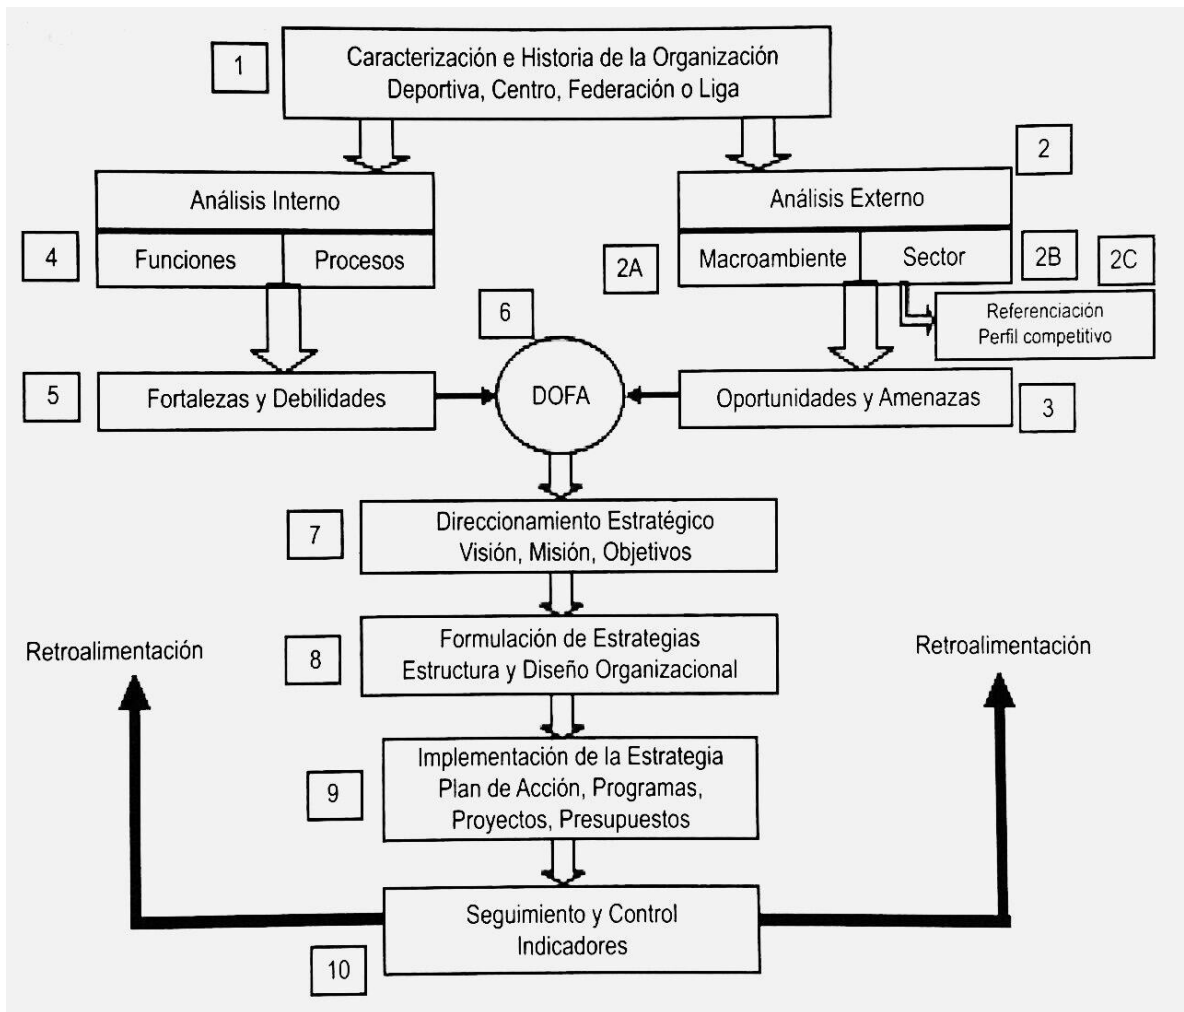 1
Caracterización e Historia de la Organización
Deportiva, Centro, Federación o Liga
2
Análisis Interno
Análisis Externo
4
Funciones
Procesos
2A
Macroambiente
Sector
2B
2C
Referenciación
Perfil competitivo
6
5
Fortalezas y Debilidades
DOFA
Oportunidades y Amenazas
3
7
Direccionamiento Estratégico
Visión, Misión, Objetivos
8
Formulación de Estrategias
Estructura y Diseño Organizacional
Retroalimentación
Retroalimentación
9
Implementación de la Estrategia
Plan de Acción, Programas,
Proyectos, Presupuestos
Seguimiento y Control
Indicadores
10